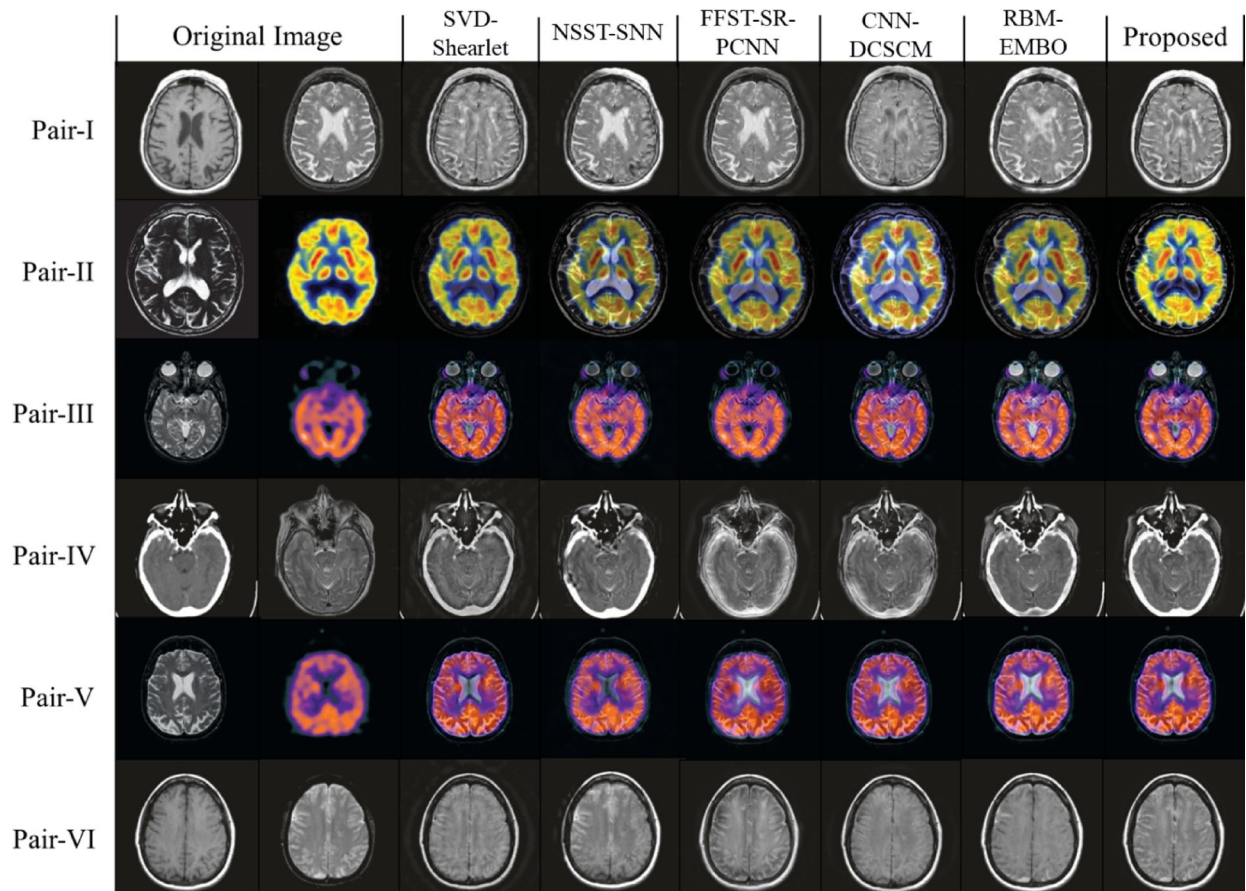 Original Image
SVD-
Shearlet
NSST-SNN
FFST-SR-
PCNN
CNN-
DCSCM
RBM-
EMBO
Proposed
Pair-I
Pair-II
Pair-III
Pair-IV
Pair-V
Pair-VI